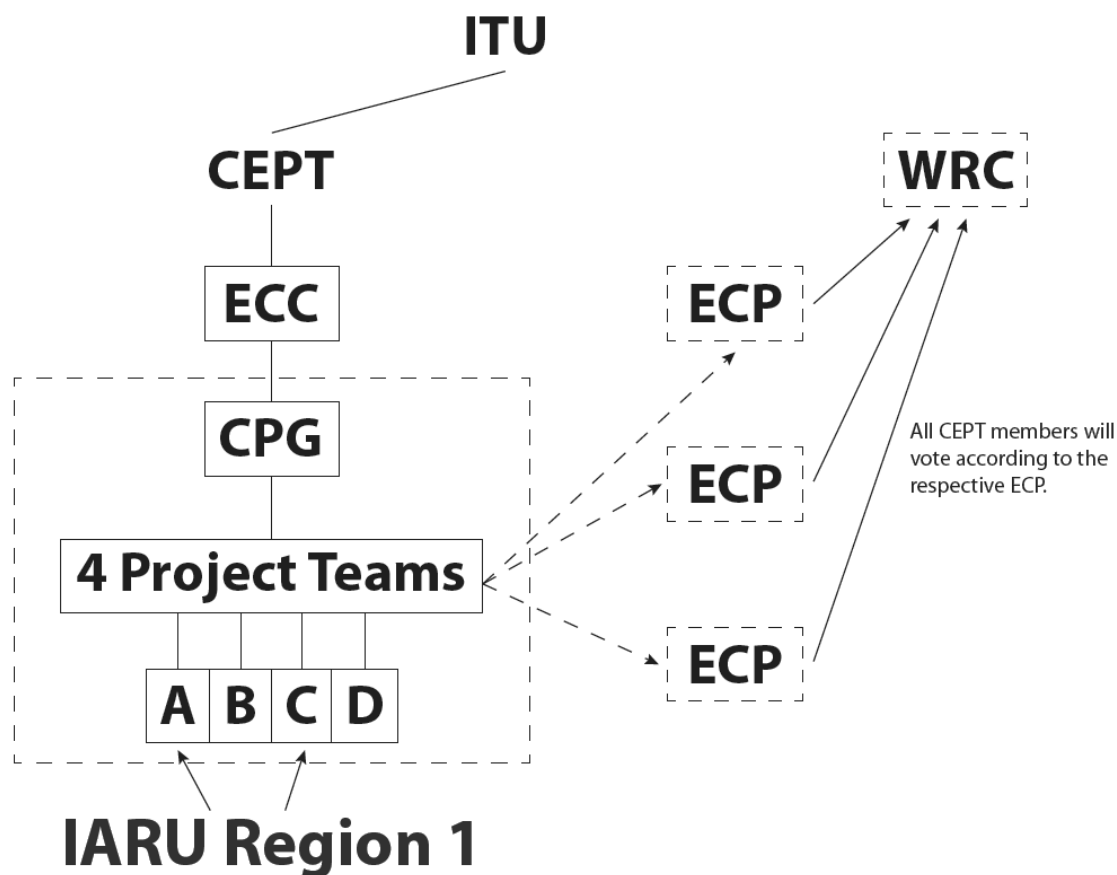 ITU
CEPT
WRC
ECC
ECP
CPG
All CEPT members will
vote according to the
respective ECP.
ECP
4 Project Teams
ECP
A B C D
IARU Region 1